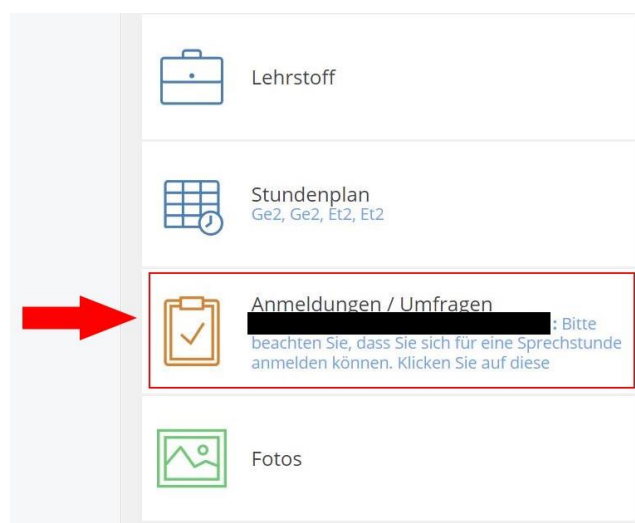 Lehrstoff
Stundenplan
Ge2, Ge2, Et2, Et2
Anmeldungen / Umfragen
: Bitte
beachten Sie, dass Sie sich für eine Sprechstunde
anmelden können. Klicken Sie auf diese
Fotos